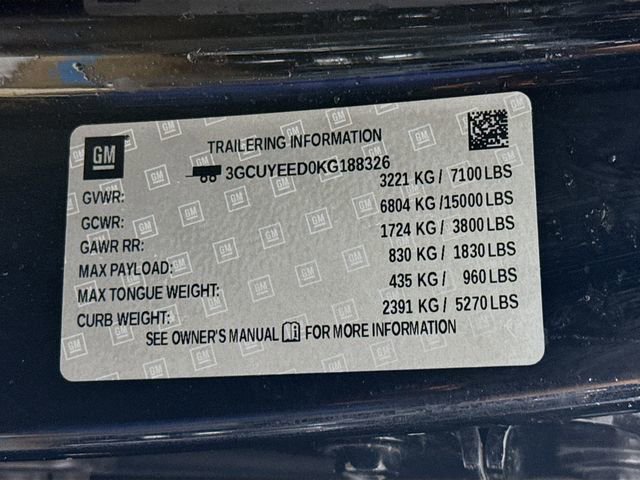 GM
TRAILERING INFORMATION
3GCUYEED0KG188326
GVWR: 3221 KG / 7100 LBS
GCWR: 6804 KG /15000 LBS
GAWR RR: 1724 KG / 3800 LBS
MAX PAYLOAD: 830 KG / 1830 LBS
MAX TONGUE WEIGHT: 435 KG / 960 LBS
CURB WEIGHT: 2391 KG / 5270 LBS
SEE OWNER'S MANUAL FOR MORE INFORMATION